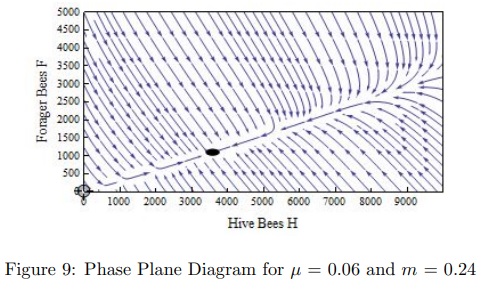 5000
4500
4000
3500
3000
2500
2000
1500
1000
500
0
Forager Bees F
0 1000 2000 3000 4000 5000 6000 7000 8000 9000
Hive Bees H
Figure 9: Phase Plane Diagram for μ = 0.06 and m = 0.24